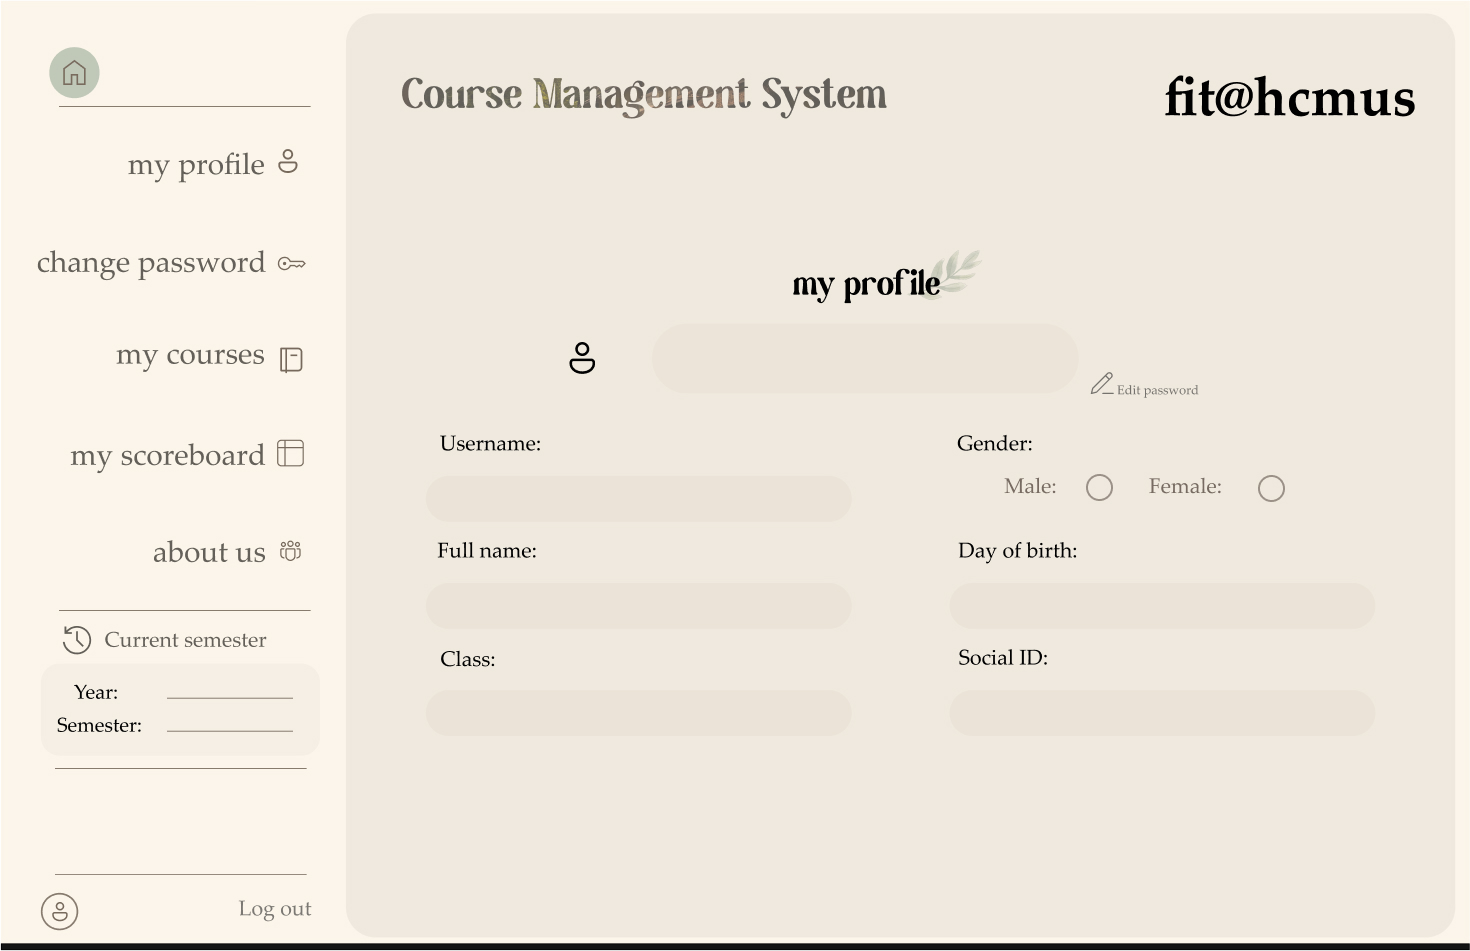 my profile
change password
my courses
my scoreboard
about us
Current semester
Year:
Semester:
Log out
Course Management System
fit@hcmus
my profile
Edit password
Username:
Gender:
Male:
Female:
Full name:
Day of birth:
Class:
Social ID: